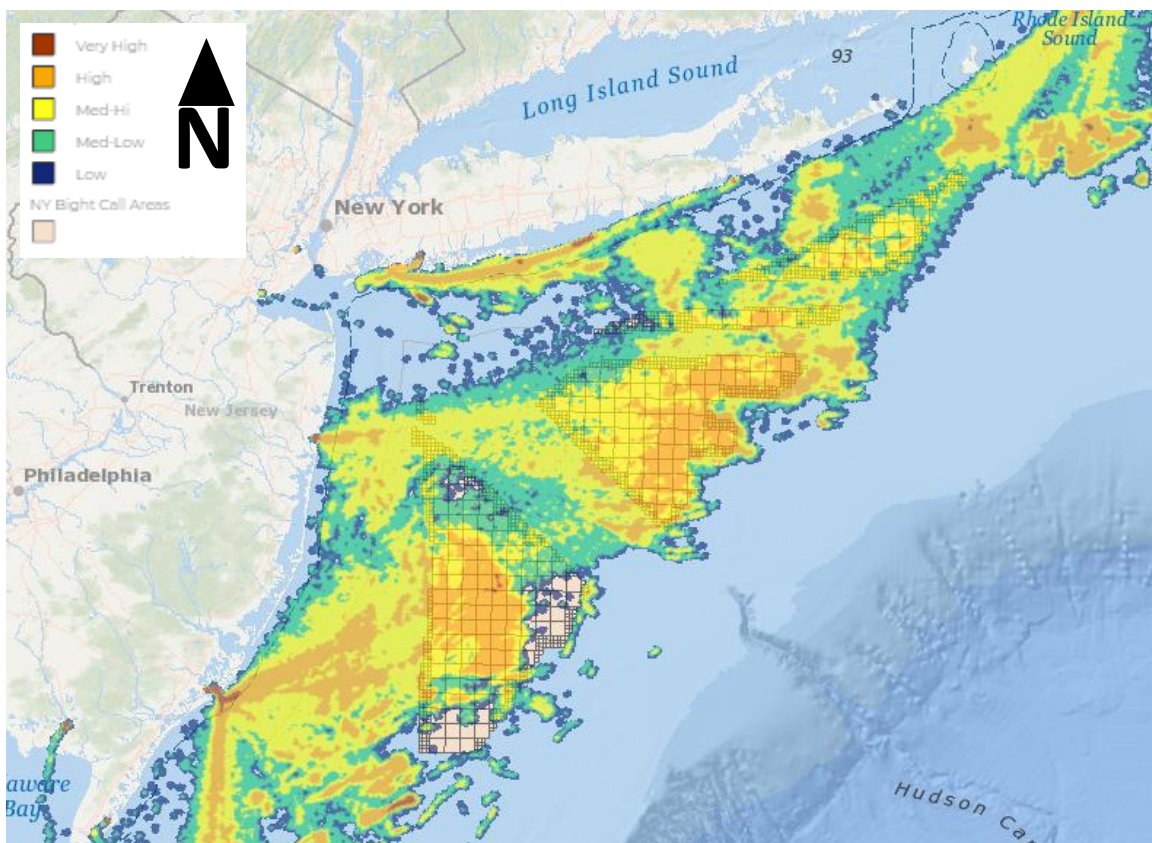 Very High
High
Med-Hi
Med-Low
Low
NY Bight Call Areas
N
Rhode Island
Sound
93
Long Island Sound
New York
Trenton
New Jersey
Philadelphia
aware
Bay
Hudson Ca